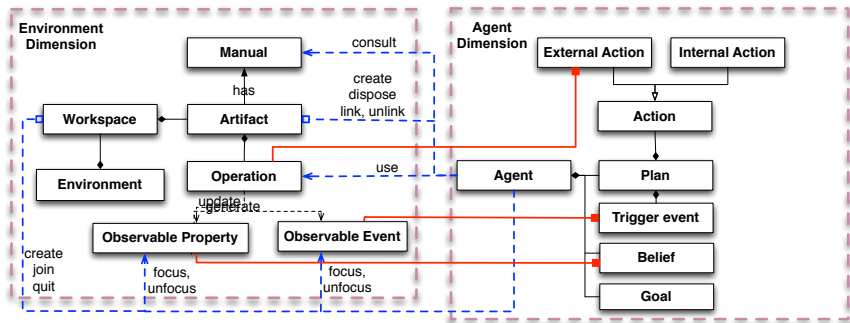 Environment
Dimension
Manual
consult
has
create
dispose
link, unlink
Workspace
Artifact
Environment
Operation
use
update
generate
Observable Property
Observable Event
create
join
quit
focus,
unfocus
focus,
unfocus
Agent
Dimension
External Action
Internal Action
Action
Agent
Plan
Trigger event
Belief
Goal